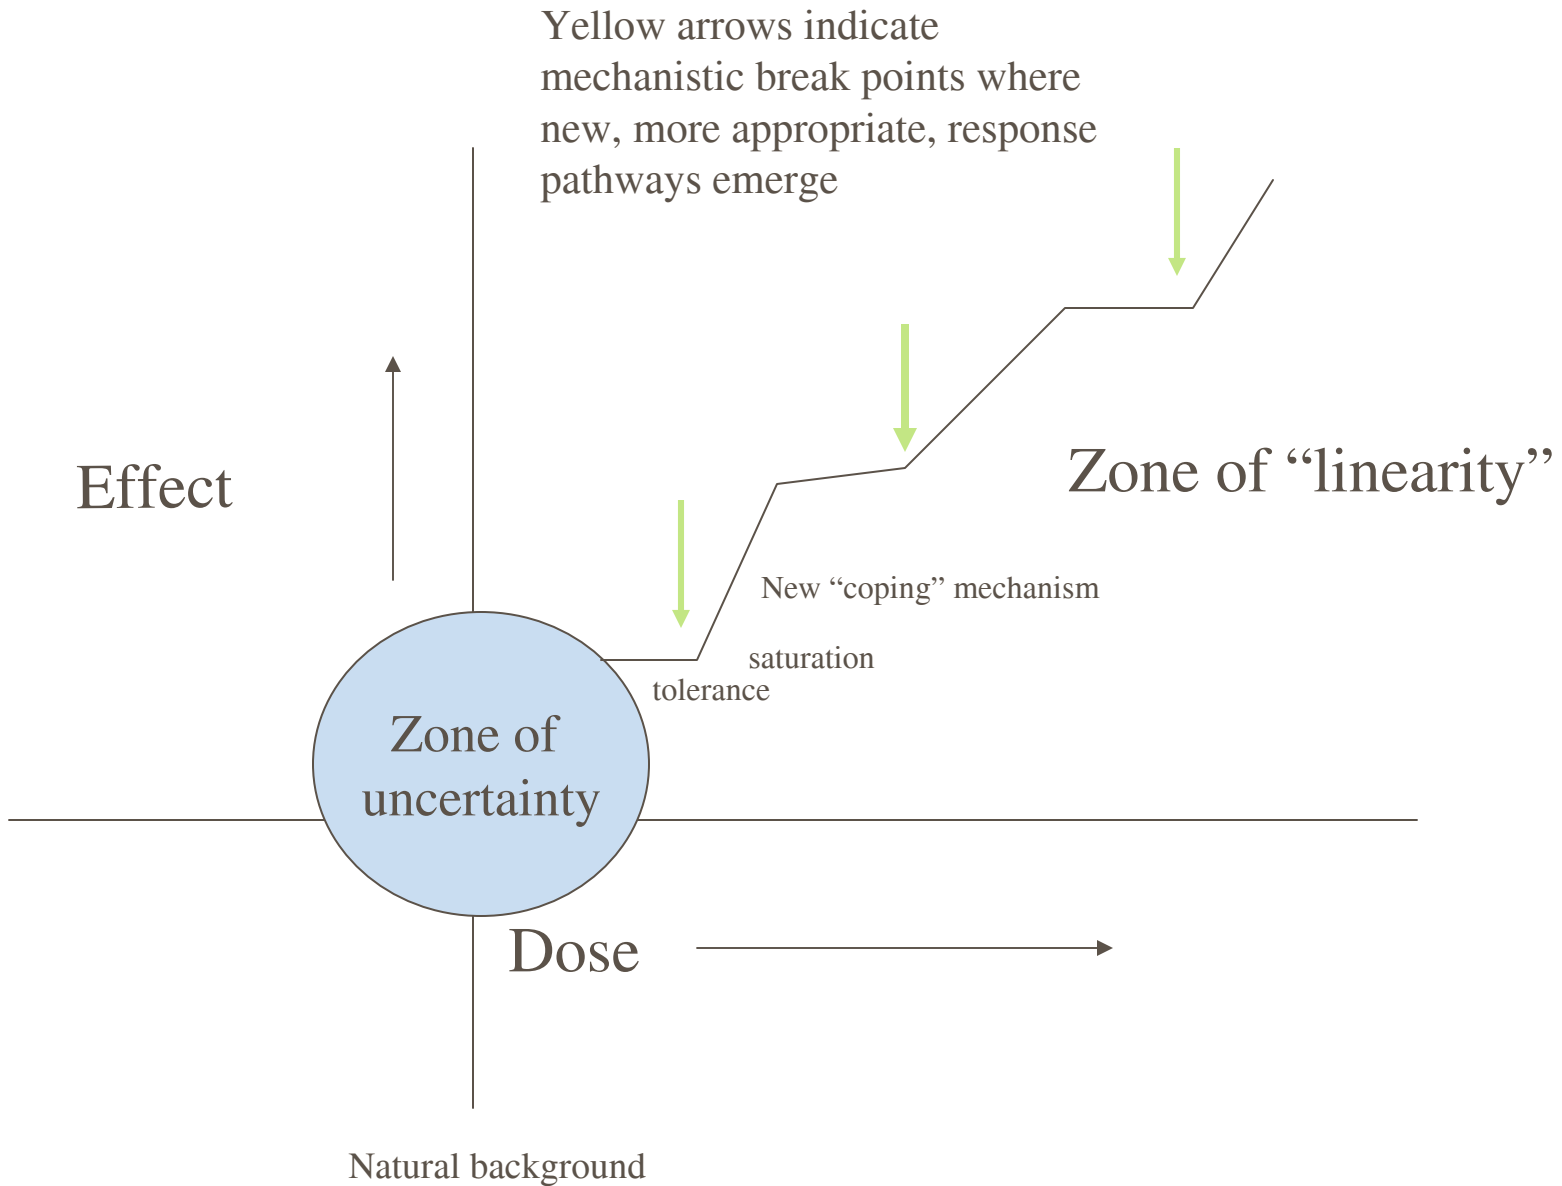 Yellow arrows indicate
mechanistic break points where
new, more appropriate, response
pathways emerge
Effect
Zone of “linearity”
New “coping” mechanism
saturation
tolerance
Zone of
uncertainty
Dose
Natural background